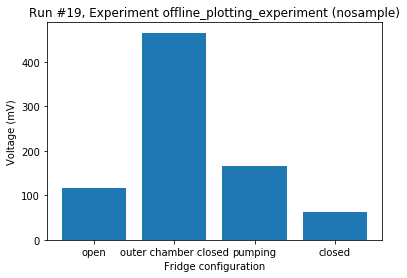 Run #19, Experiment offline_plotting_experiment (nosample)
400
300
200
100
0
Voltage (mV)
open
outer chamber closed
pumping
closed
Fridge configuration